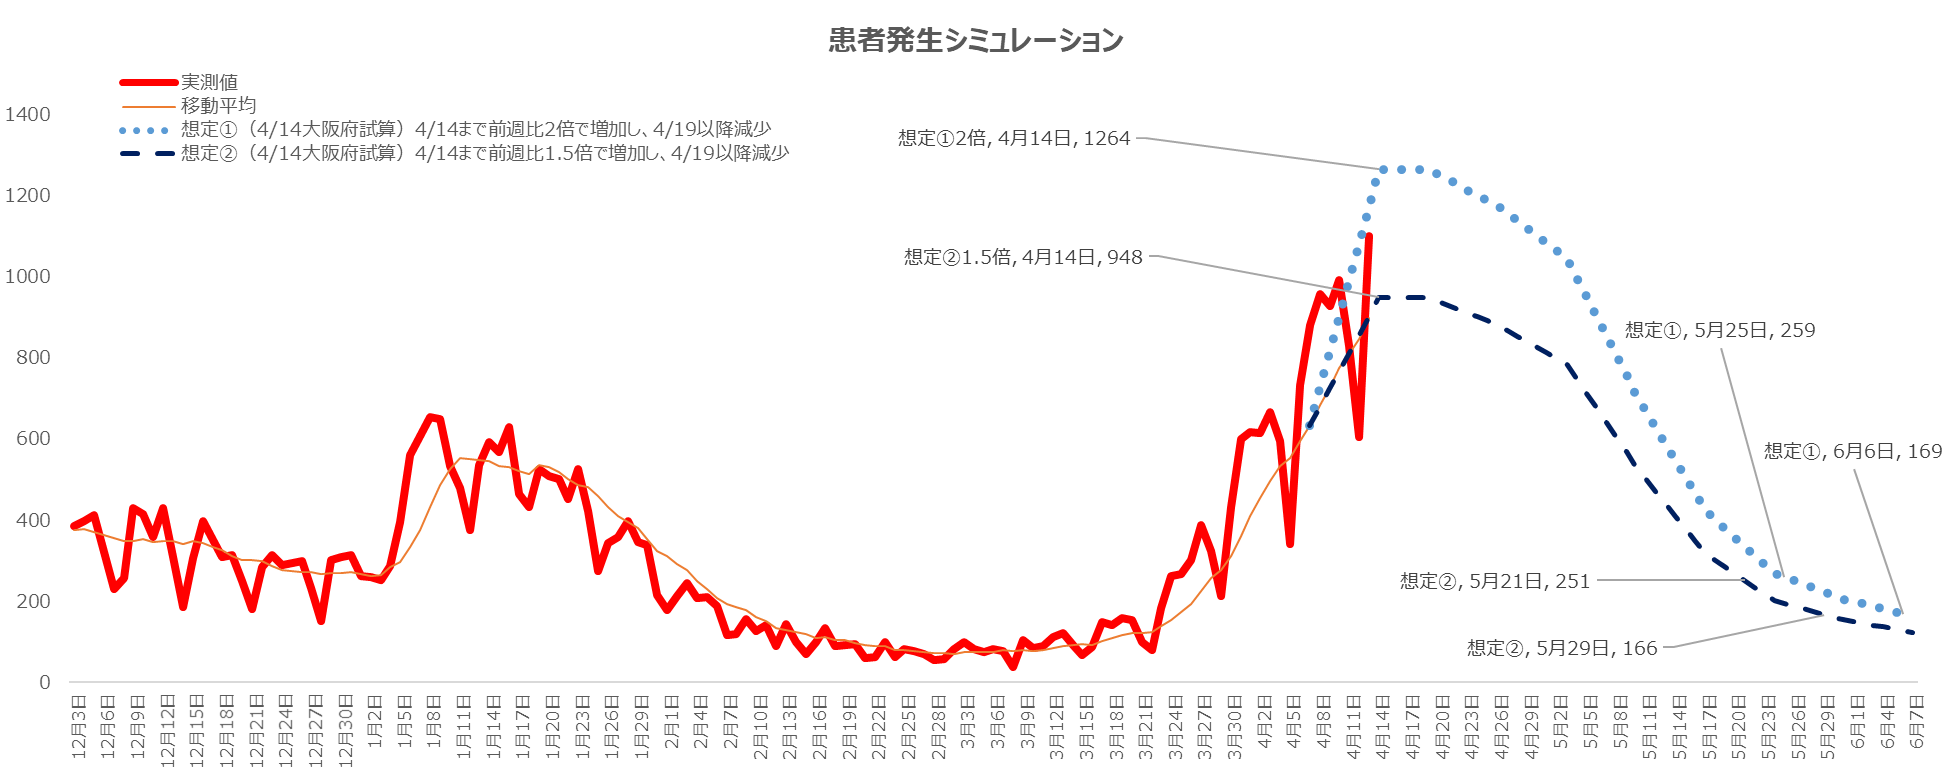 患者発生シミュレーション
実測値
移動平均
想定①（4/14大阪府試算）4/14まで前週比2倍で増加し、4/19以降減少
想定②（4/14大阪府試算）4/14まで前週比1.5倍で増加し、4/19以降減少
1400
1200
1000
800
600
400
200
0
想定①2倍, 4月14日, 1264
想定②1.5倍, 4月14日, 948
想定①, 5月25日, 259
想定①, 6月6日, 169
想定②, 5月21日, 251
想定②, 5月29日, 166
12月3日
12月6日
12月9日
12月12日
12月15日
12月18日
12月21日
12月24日
12月27日
12月30日
1月2日
1月5日
1月8日
1月11日
1月14日
1月17日
1月20日
1月23日
1月26日
1月29日
2月1日
2月4日
2月7日
2月10日
2月13日
2月16日
2月19日
2月22日
2月25日
2月28日
3月3日
3月6日
3月9日
3月12日
3月15日
3月18日
3月21日
3月24日
3月27日
3月30日
4月2日
4月5日
4月8日
4月11日
4月14日
4月17日
4月20日
4月23日
4月26日
4月29日
5月2日
5月5日
5月8日
5月11日
5月14日
5月17日
5月20日
5月23日
5月26日
5月29日
6月1日
6月4日
6月7日